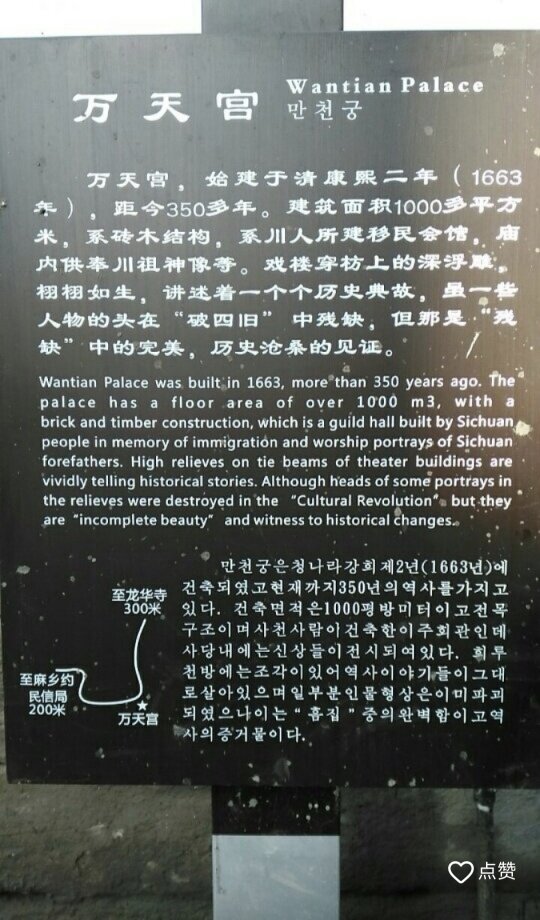 万天宫
Wantian Palace
만천궁
万天宫，始建于清康熙二年（1663
年），距今350多年。建筑面积1000多平方
米，系砖木结构，系川人所建移民会馆，庙
内供奉川祖神像等。戏楼穿枋上的深浮雕，
栩栩如生，讲述着一个个历史典故，虽一些
人物的头在“破四旧”中残缺，但那是“残
缺”中的完美，历史沧桑的见证。
Wantian Palace was built in 1663, more than 350 years ago. The
palace has a floor area of over 1000 m3, with a
brick and timber construction, which is a guild hall built by Sichuan
people in memory of immigration and worship portrays of Sichuan
forefathers. High relieves on tie beams of theater buildings are
vividly telling historical stories. Although heads of some portrays in
the relieves were destroyed in the “Cultural Revolution” but they
are “incomplete beauty” and witness to historical changes.
만천궁은청나라강희제2년(1663년)에
건축되였고현재까지350년의역사를가지고
있다. 건축면적은1000평방미터이고전목
구조이며사천사람이건축한이주회관인데
사당내에는신상들이전시되여있다. 희루
천방에는조각이있어역사이야기들이그대
로살아있으며일부분인물형상은이미파괴
되였으나이는“흠집”중의완벽함이고역
사의증거물이다.
至龙华寺
300米
至麻乡约
民信局
200米
万天宫
点赞